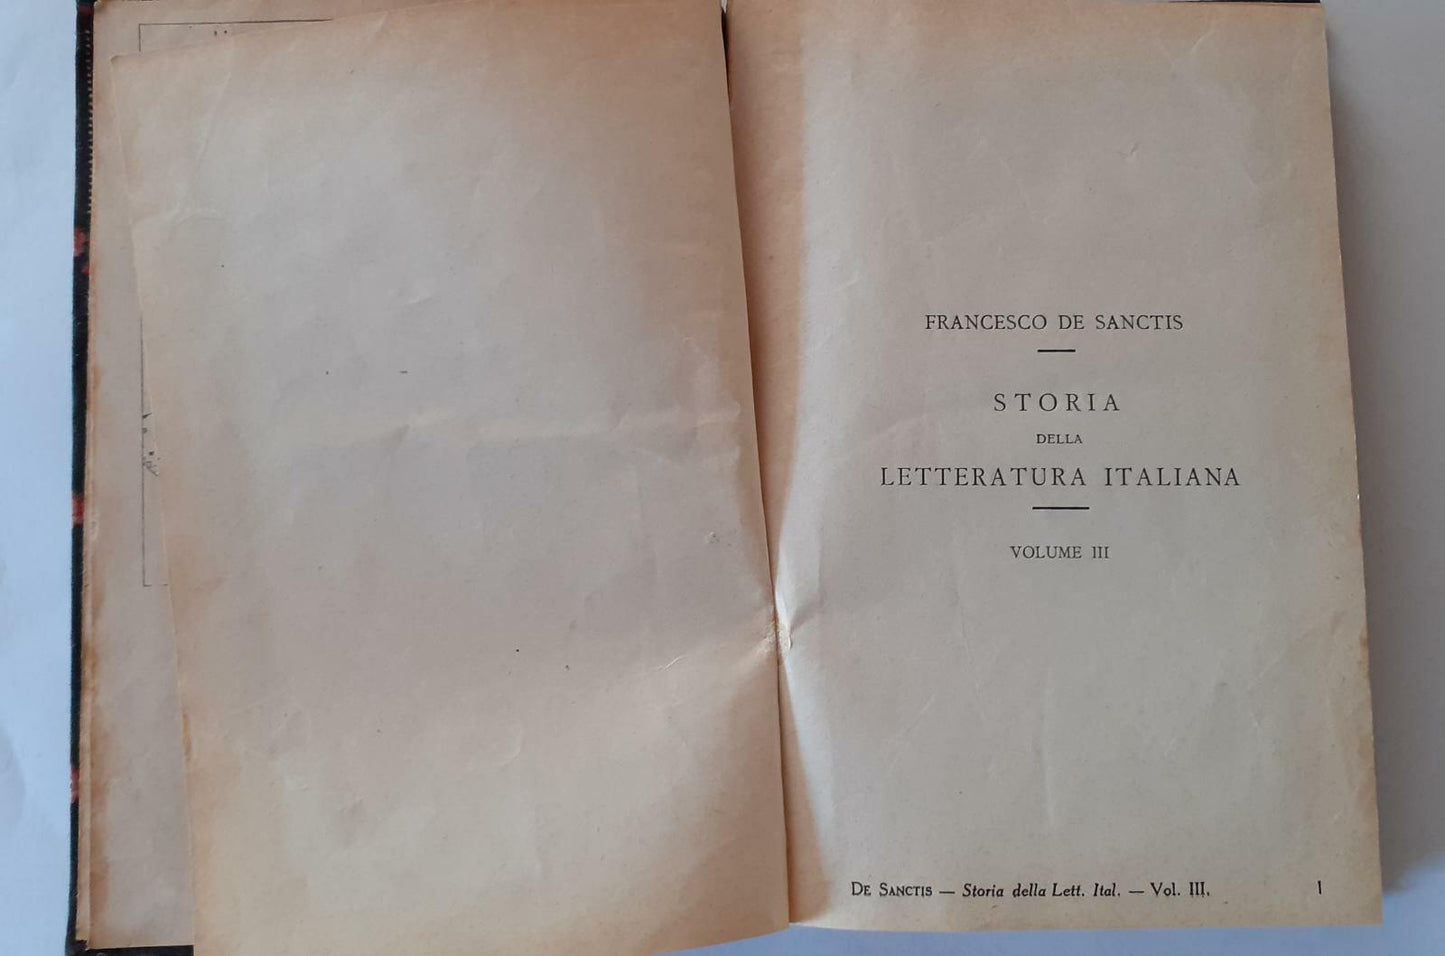 FRANCESCO DE SANCTIS
STORIA
DELLA
LETTERATURA ITALIANA
VOLUME III
DE SANCTIS — Storia della Lett. Ital. — Vol. III. 1